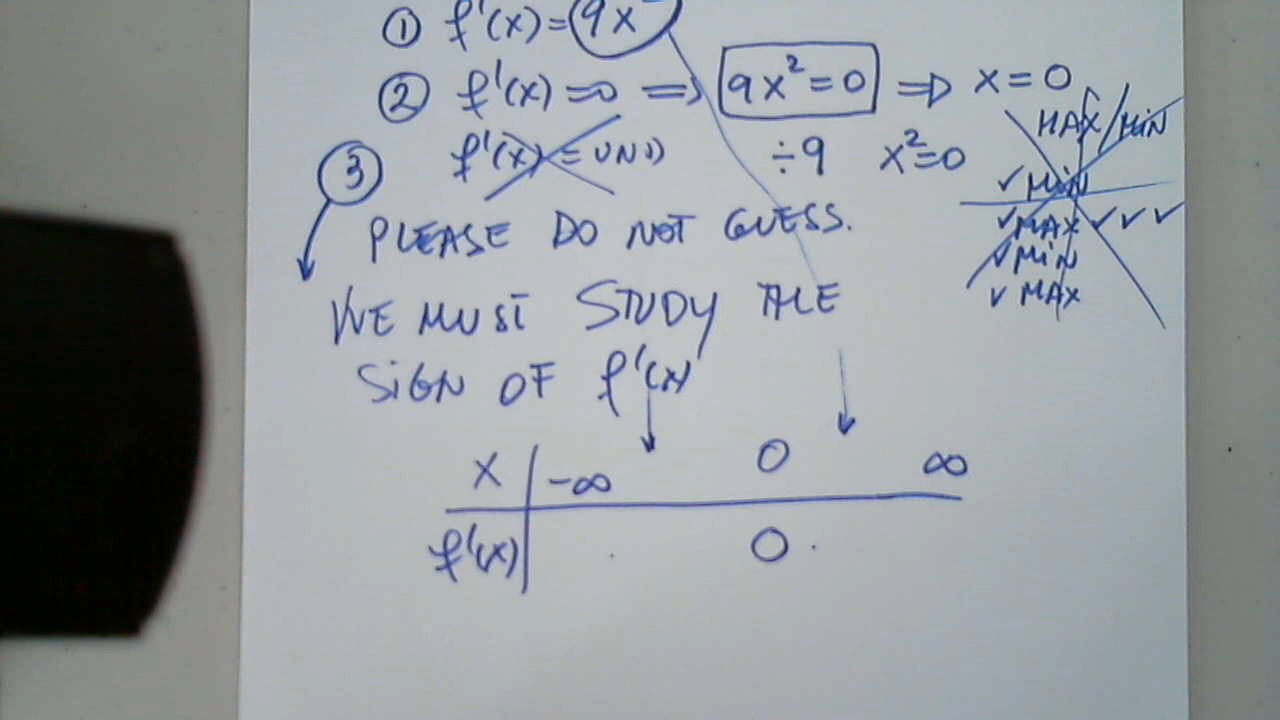 ① f'(x)=9x
② f'(x)=0 ⟹ 9x²=0 ⟹ x=0
MAX/MIN
③ f'(x)=UND ÷9 x²=0
✓MIN
PLEASE DO NOT GUESS.
✓MAX ✓✓✓
✓MIN
✓MAX
WE MUST STUDY THE
SIGN OF f'(x)
x -∞ 0 ∞
f'(x) 0